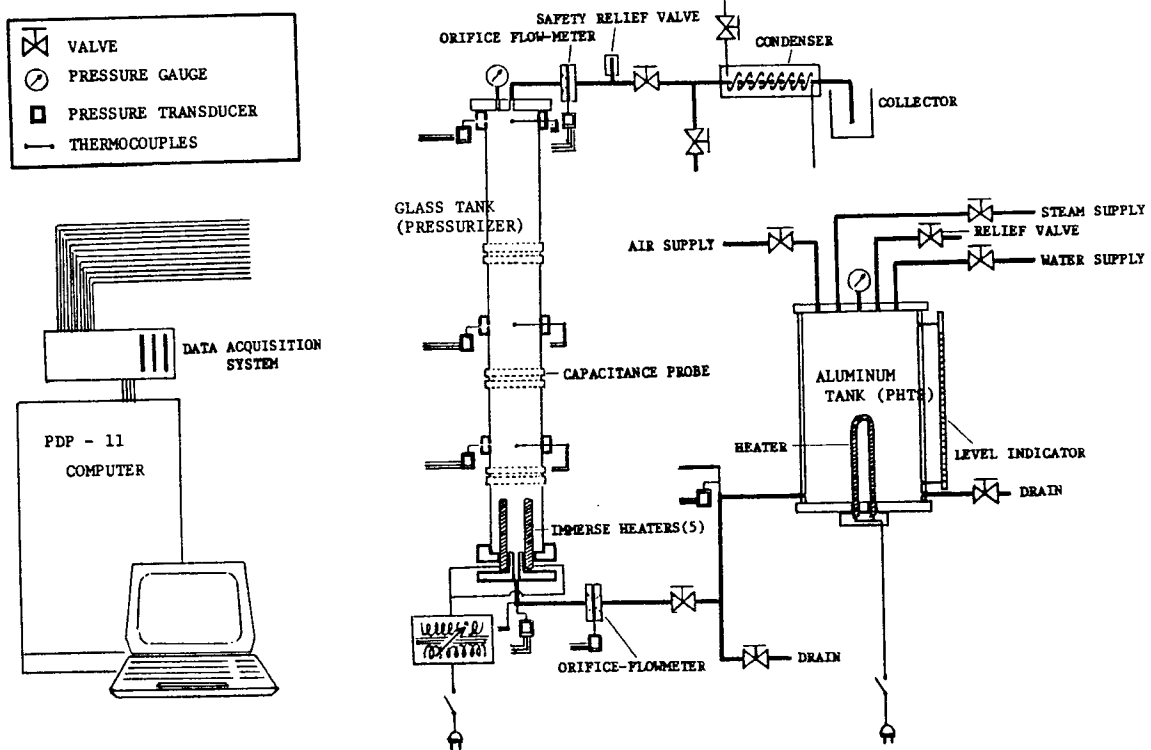 VALVE
PRESSURE GAUGE
PRESSURE TRANSDUCER
THERMOCOUPLES
SAFETY RELIEF VALVE
ORIFICE FLOW-METER
CONDENSER
COLLECTOR
GLASS TANK
(PRESSURIZER)
STEAM SUPPLY
RELIEF VALVE
AIR SUPPLY
WATER SUPPLY
DATA ACQUISITION
SYSTEM
CAPACITANCE PROBE
ALUMINUM
TANK (PHTS)
PDP - 11
COMPUTER
HEATER
LEVEL INDICATOR
DRAIN
IMMERSE HEATERS(5)
ORIFICE-FLOWMETER
DRAIN